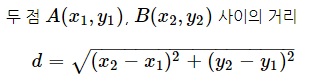 두 점 A(x₁, y₁), B(x₂, y₂) 사이의 거리
d = √((x₂ − x₁)² + (y₂ − y₁)²)